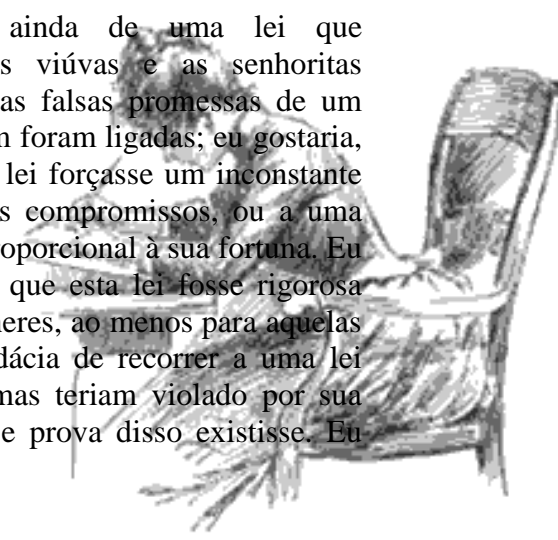 ainda de uma lei que
s viúvas e as senhoritas
as falsas promessas de um
m foram ligadas; eu gostaria,
lei forçasse um inconstante
s compromissos, ou a uma
roporcional à sua fortuna. Eu
que esta lei fosse rigorosa
heres, ao menos para aquelas
dácia de recorrer a uma lei
mas teriam violado por sua
e prova disso existisse. Eu